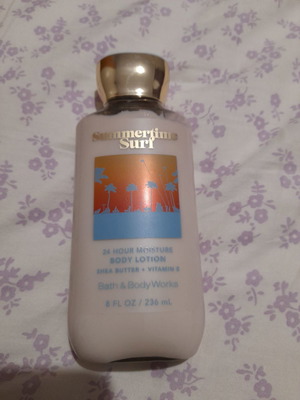 Summertime
Surf
24 HOUR MOISTURE
BODY LOTION
SHEA BUTTER + VITAMIN E
Bath & Body Works
8 FL OZ / 236 mL